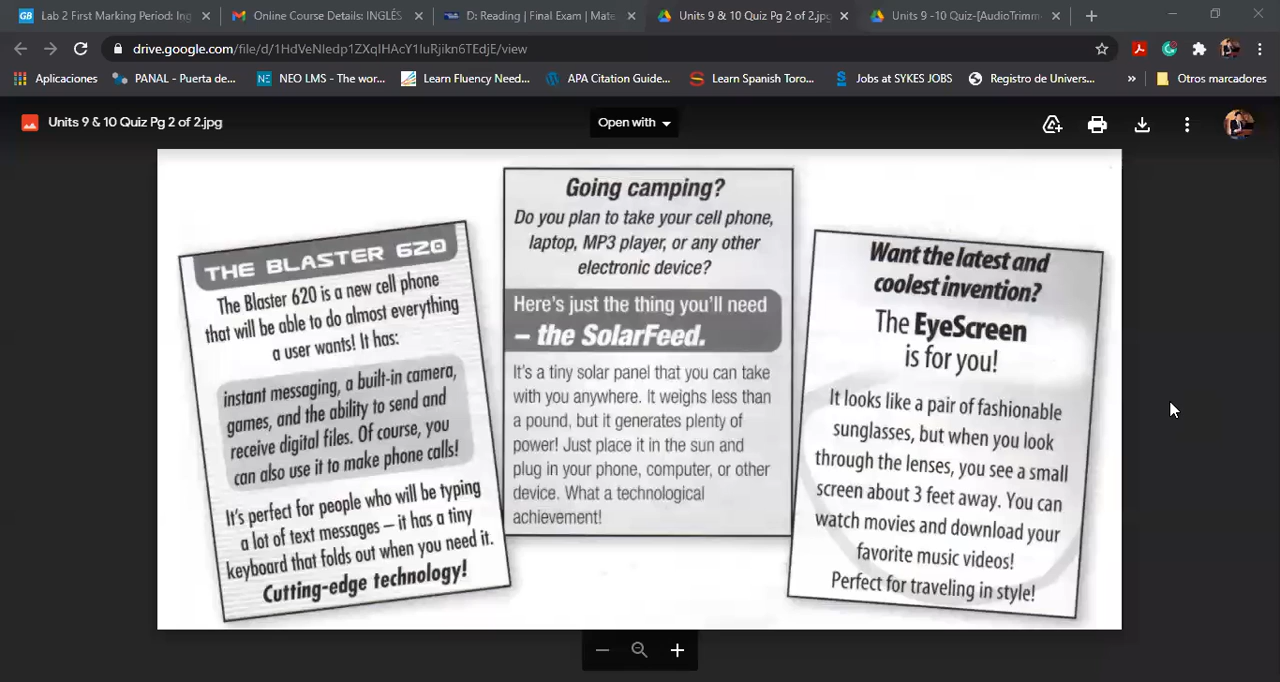 Lab 2 First Marking Period: Ing
Online Course Details: INGLÉS
D: Reading | Final Exam | Mate
Units 9 & 10 Quiz Pg 2 of 2.jpg
Units 9 -10 Quiz-[AudioTrimm
drive.google.com/file/d/1HdVeNIedp1ZXqIHAcY1IuRjikn6TEdjE/view
Aplicaciones
PANAL - Puerta de...
NEO LMS - The wor...
Learn Fluency Need...
APA Citation Guide...
Learn Spanish Toro...
Jobs at SYKES JOBS
Registro de Univers...
»
Otros marcadores
Units 9 & 10 Quiz Pg 2 of 2.jpg
Open with
THE BLASTER 620
The Blaster 620 is a new cell phone
that will be able to do almost everything
a user wants! It has:
instant messaging, a built-in camera,
games, and the ability to send and
receive digital files. Of course, you
can also use it to make phone calls!
It's perfect for people who will be typing
a lot of text messages – it has a tiny
keyboard that folds out when you need it.
Cutting-edge technology!
Going camping?
Do you plan to take your cell phone,
laptop, MP3 player, or any other
electronic device?
Here's just the thing you'll need
– the SolarFeed.
It's a tiny solar panel that you can take
with you anywhere. It weighs less than
a pound, but it generates plenty of
power! Just place it in the sun and
plug in your phone, computer, or other
device. What a technological
achievement!
Want the latest and
coolest invention?
The EyeScreen
is for you!
It looks like a pair of fashionable
sunglasses, but when you look
through the lenses, you see a small
screen about 3 feet away. You can
watch movies and download your
favorite music videos!
Perfect for traveling in style!